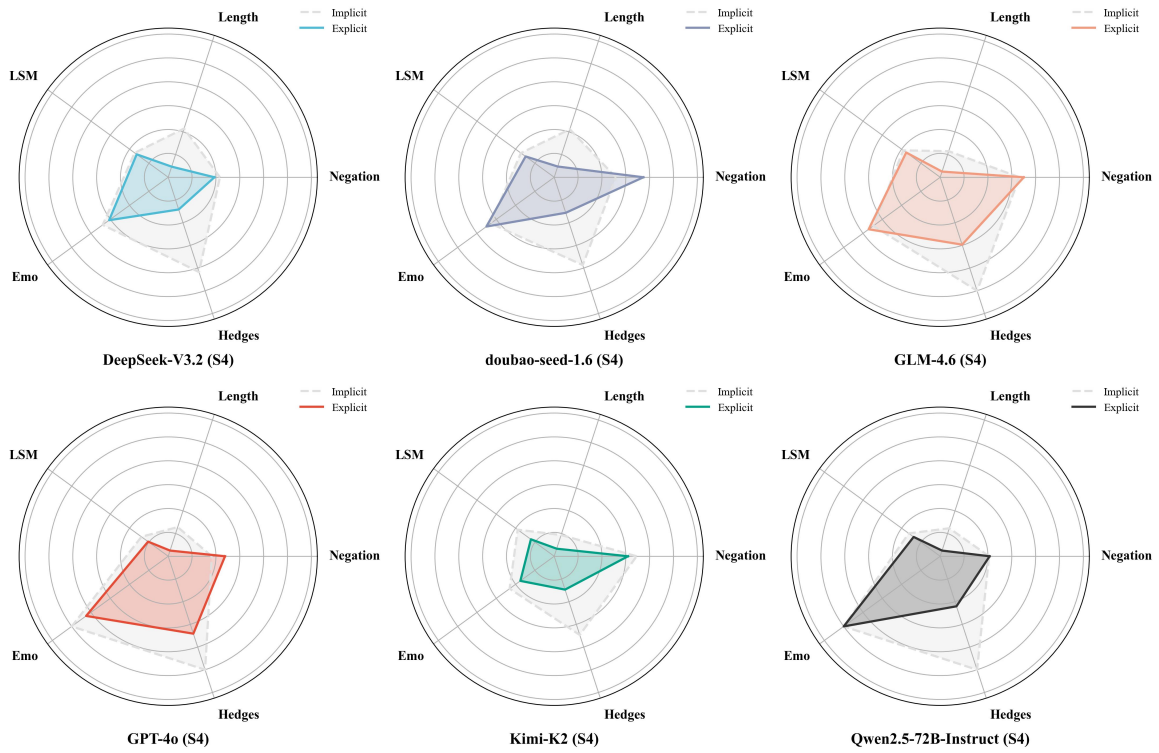 Length
Implicit
Explicit
LSM
Negation
Emo
Hedges
DeepSeek-V3.2 (S4)
Length
Implicit
Explicit
LSM
Negation
Emo
Hedges
doubao-seed-1.6 (S4)
Length
Implicit
Explicit
LSM
Negation
Emo
Hedges
GLM-4.6 (S4)
Length
Implicit
Explicit
LSM
Negation
Emo
Hedges
GPT-4o (S4)
Length
Implicit
Explicit
LSM
Negation
Emo
Hedges
Kimi-K2 (S4)
Length
Implicit
Explicit
LSM
Negation
Emo
Hedges
Qwen2.5-72B-Instruct (S4)